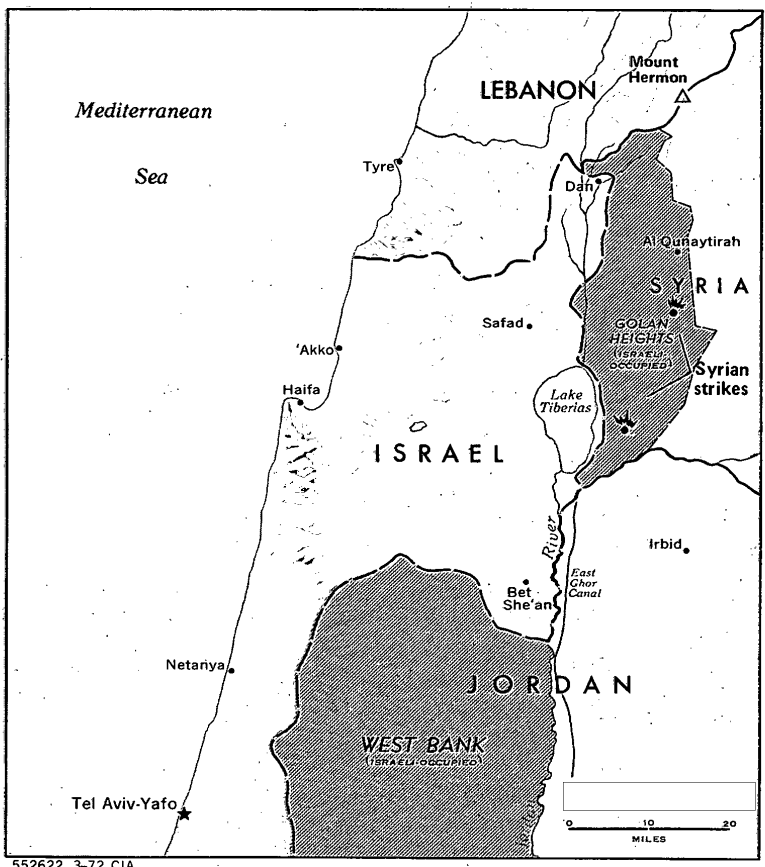 Mount
Hermon
LEBANON
Mediterranean
Sea
Tyre
Dan
Al Qunaytirah
SYRIA
Safad
GOLAN
HEIGHTS
(ISRAELI-
OCCUPIED)
'Akko
Syrian
strikes
Haifa
Lake
Tiberias
ISRAEL
River
Irbid
East
Ghor
Canal
Bet
She'an
Netanya
JORDAN
WEST BANK
(ISRAELI-OCCUPIED)
Tel Aviv-Yafo
Jordan
0 10 20
MILES
552622 3-72 CIA